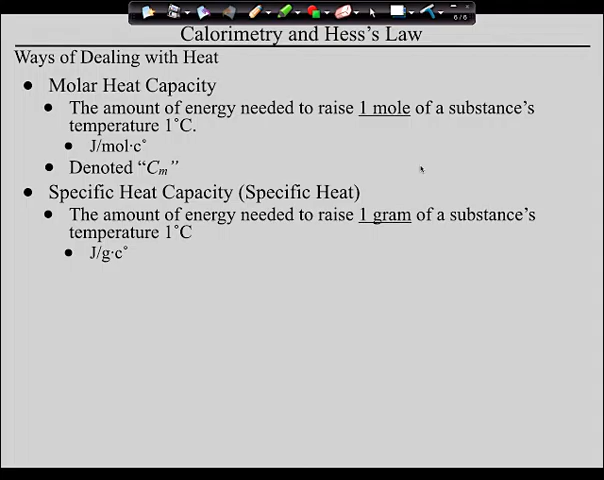 6/6
Calorimetry and Hess's Law
Ways of Dealing with Heat
● Molar Heat Capacity
● The amount of energy needed to raise 1 mole of a substance's
temperature 1˚C.
● J/mol·c˚
● Denoted “Cm”
● Specific Heat Capacity (Specific Heat)
● The amount of energy needed to raise 1 gram of a substance's
temperature 1˚C
● J/g·c˚